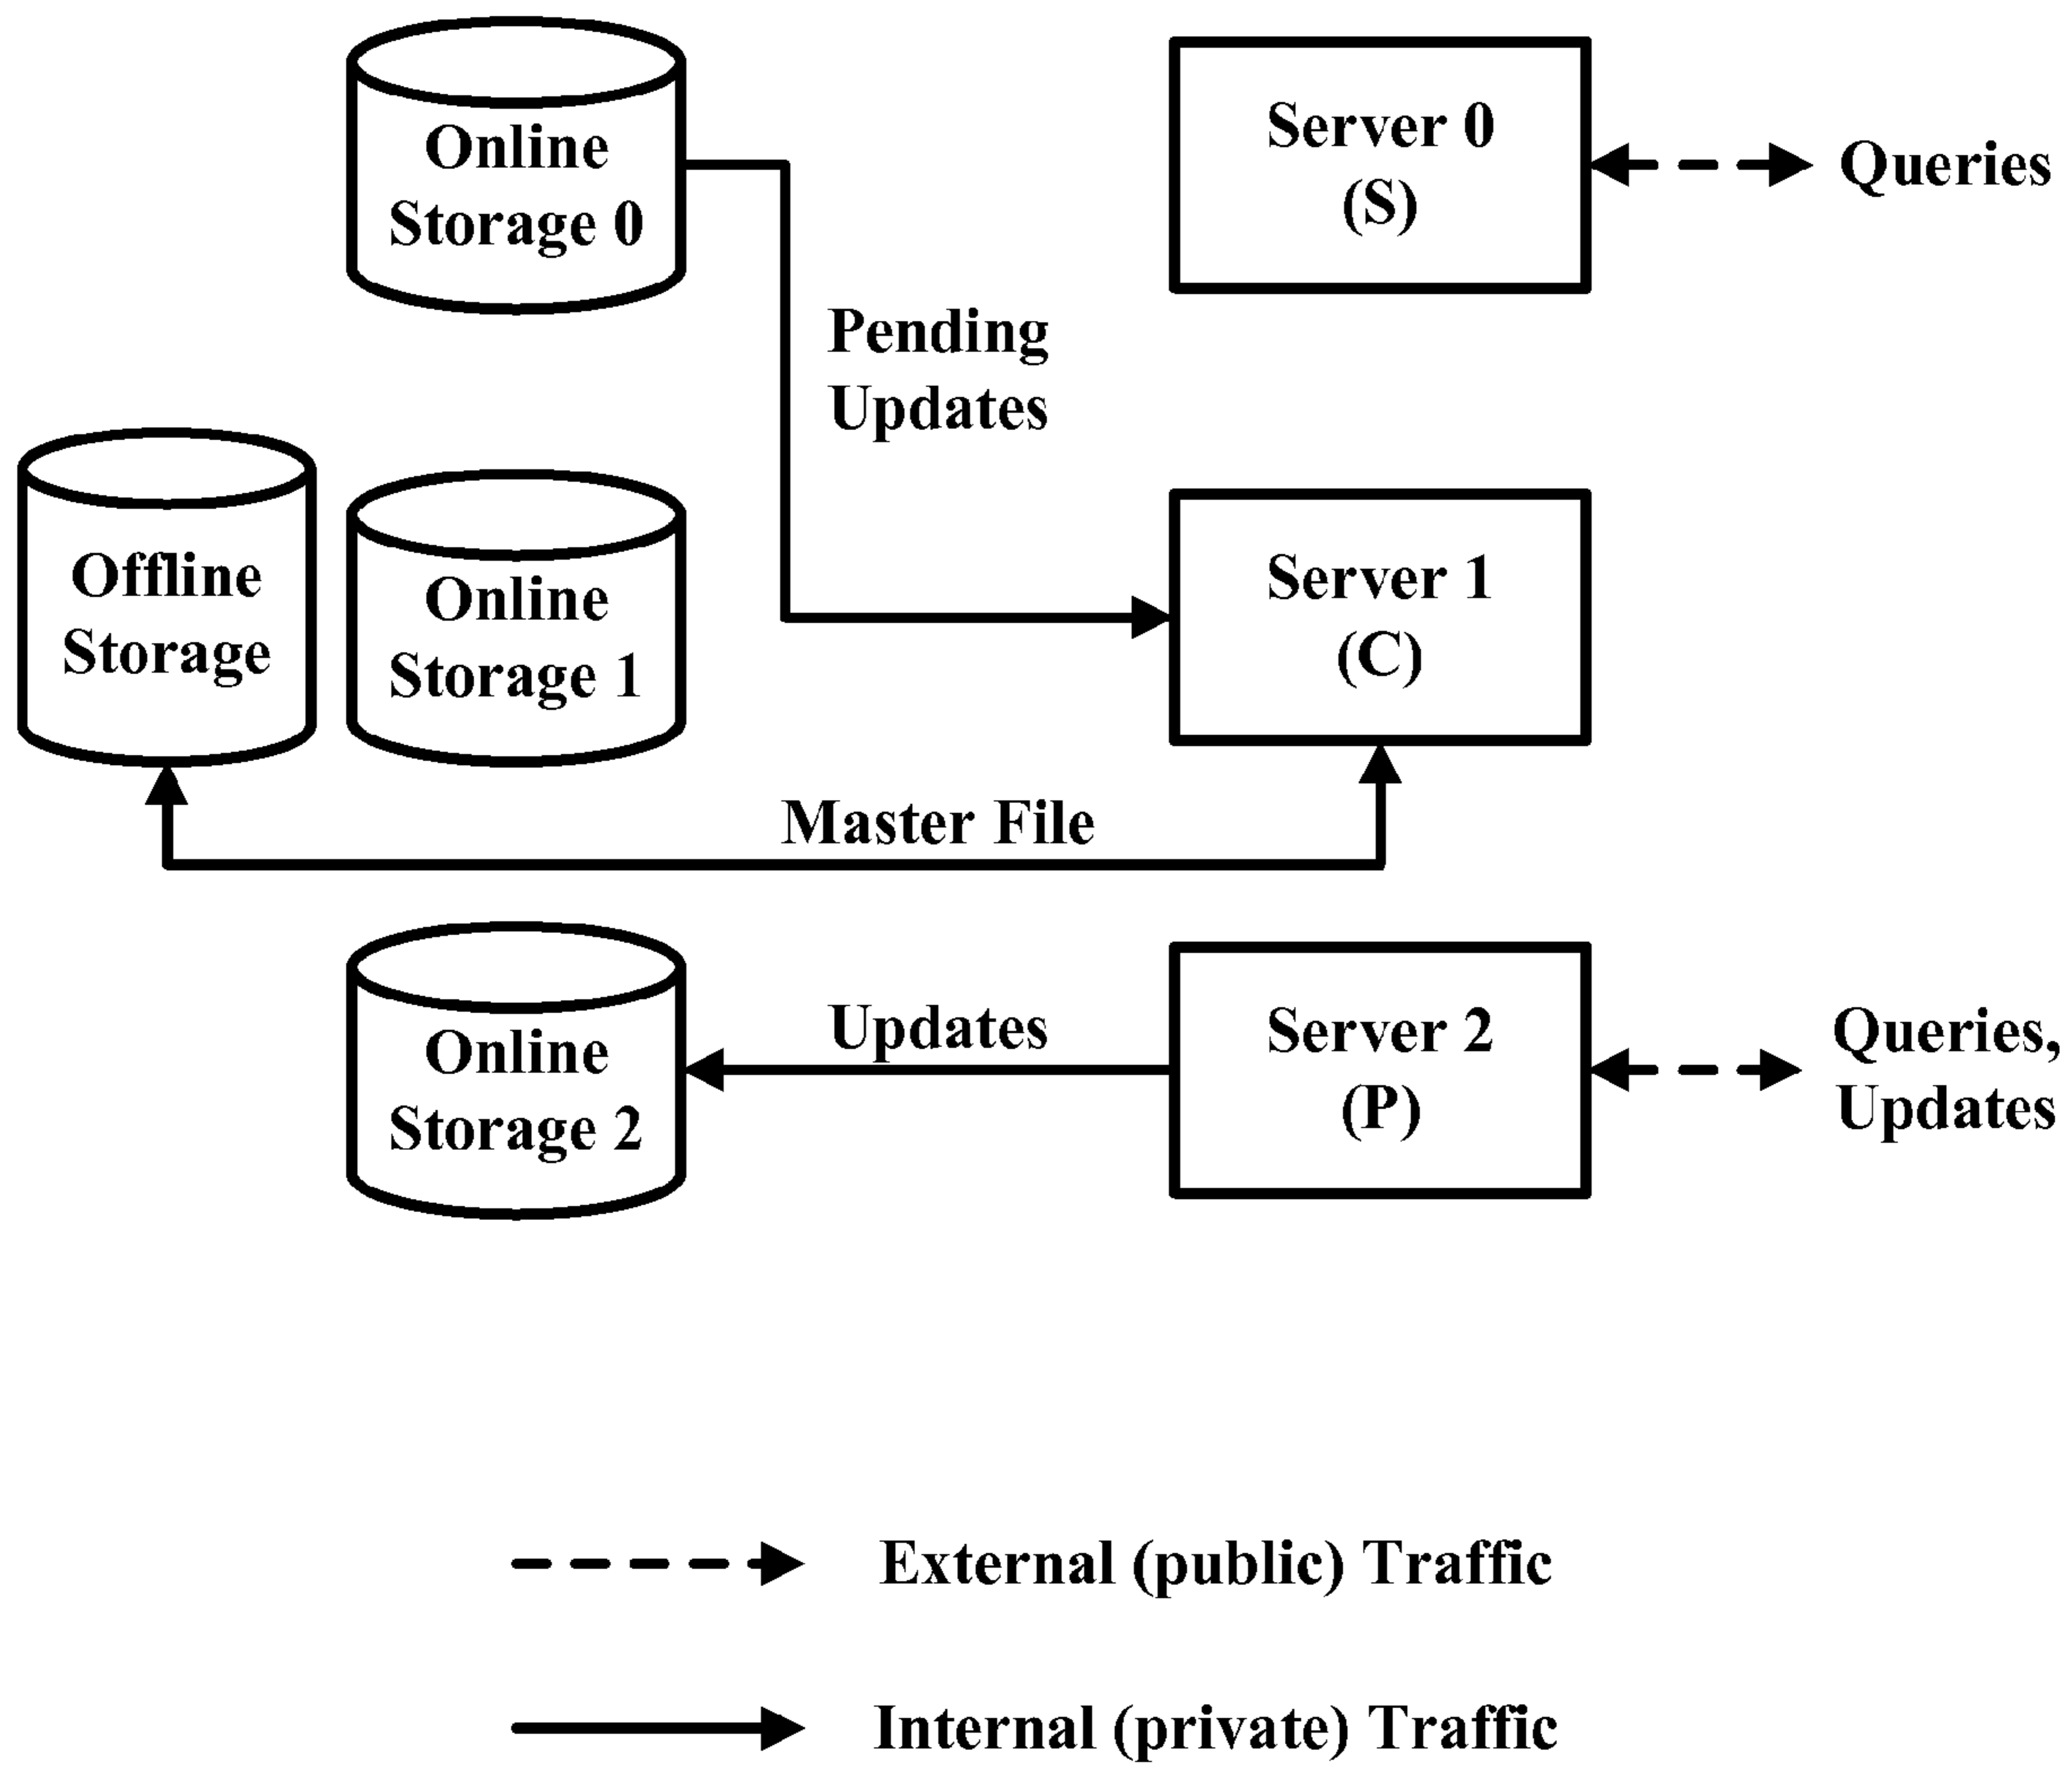 Online
Storage 0
Server 0
(S)
Queries
Pending
Updates
Offline
Storage
Online
Storage 1
Server 1
(C)
Master File
Online
Storage 2
Updates
Server 2
(P)
Queries,
Updates
External (public) Traffic
Internal (private) Traffic